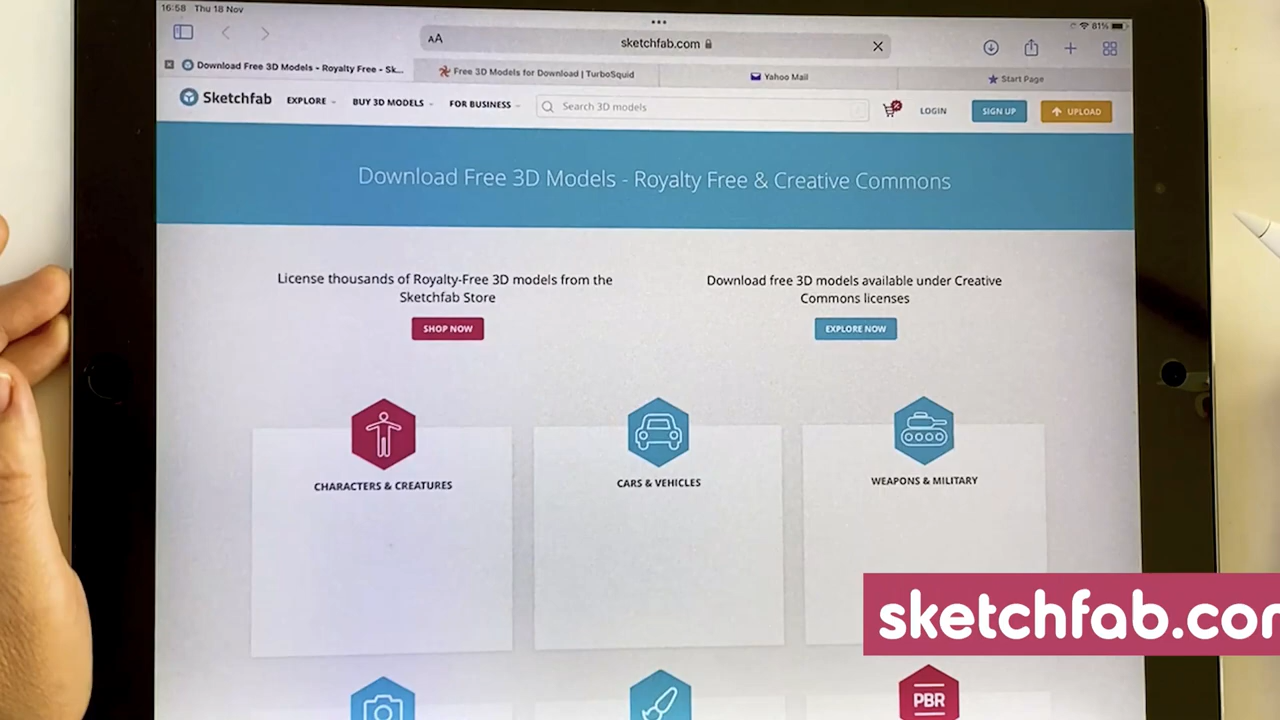 16:58 Thu 18 Nov
81%
AA
sketchfab.com
Download Free 3D Models - Royalty Free - Sk...
Free 3D Models for Download | TurboSquid
Yahoo Mail
Start Page
Sketchfab
EXPLORE
BUY 3D MODELS
FOR BUSINESS
Search 3D models
LOGIN
SIGN UP
UPLOAD
Download Free 3D Models - Royalty Free & Creative Commons
License thousands of Royalty-Free 3D models from the
Sketchfab Store
SHOP NOW
Download free 3D models available under Creative
Commons licenses
EXPLORE NOW
CHARACTERS & CREATURES
CARS & VEHICLES
WEAPONS & MILITARY
PBR
sketchfab.com